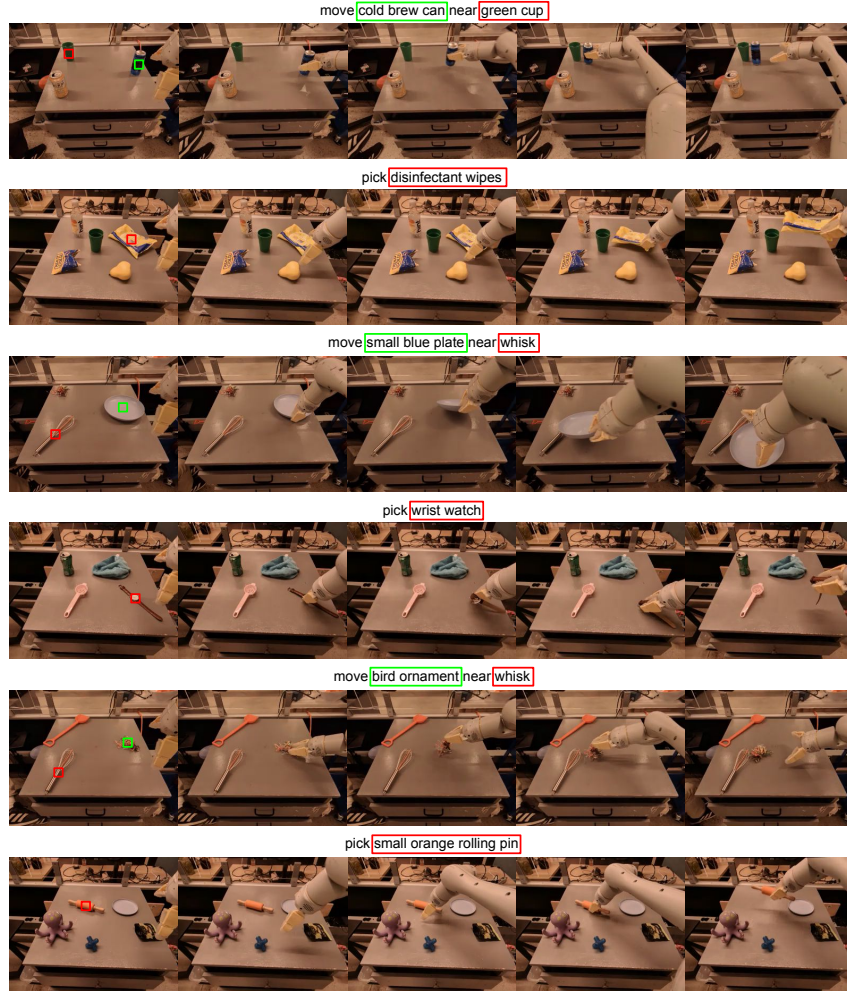 move cold brew can near green cup
pick disinfectant wipes
move small blue plate near whisk
pick wrist watch
move bird ornament near whisk
pick small orange rolling pin